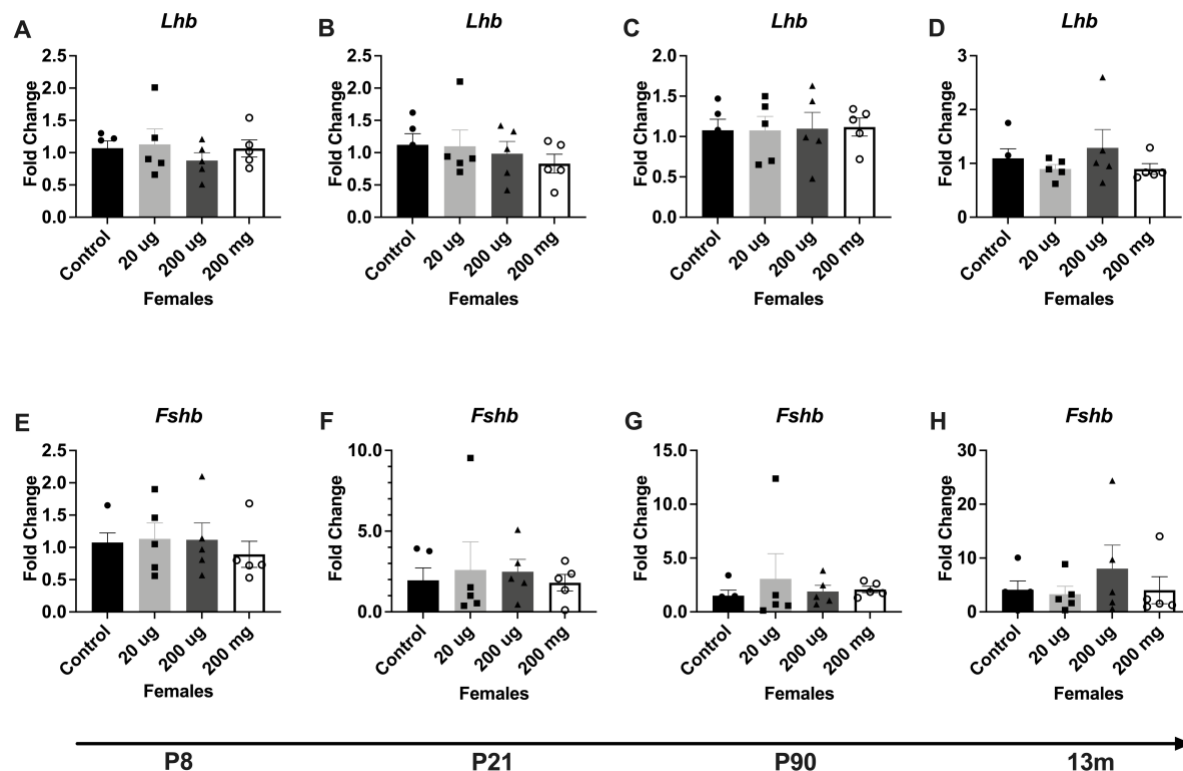 A
Lhb
Fold Change
2.5
2.0
1.5
1.0
0.5
0.0
Control
20 ug
200 ug
200 mg
Females
B
Lhb
Fold Change
2.5
2.0
1.5
1.0
0.5
0.0
Control
20 ug
200 ug
200 mg
Females
C
Lhb
Fold Change
2.0
1.5
1.0
0.5
0.0
Control
20 ug
200 ug
200 mg
Females
D
Lhb
Fold Change
3
2
1
0
Control
20 ug
200 ug
200 mg
Females
E
Fshb
Fold Change
2.5
2.0
1.5
1.0
0.5
0.0
Control
20 ug
200 ug
200 mg
Females
F
Fshb
Fold Change
10.0
5.0
0.0
Control
20 ug
200 ug
200 mg
Females
G
Fshb
Fold Change
15.0
10.0
5.0
0.0
Control
20 ug
200 ug
200 mg
Females
H
Fshb
Fold Change
30
20
10
0
Control
20 ug
200 ug
200 mg
Females
P8
P21
P90
13m